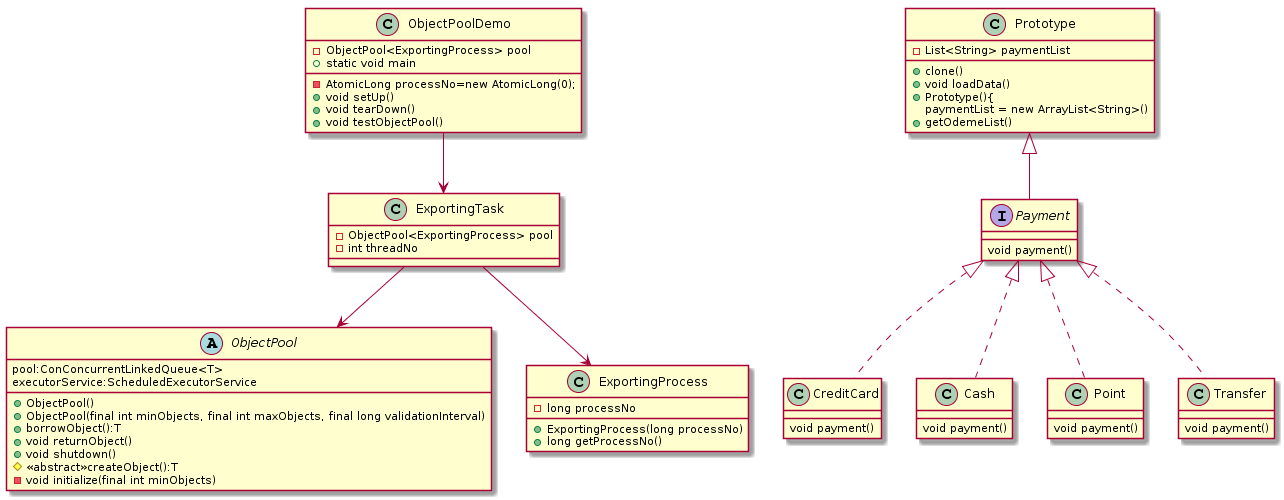 C ObjectPoolDemo
ObjectPool<ExportingProcess> pool
static void main
AtomicLong processNo=new AtomicLong(0);
void setUp()
void tearDown()
void testObjectPool()
C Prototype
List<String> paymentList
clone()
void loadData()
Prototype(){
paymentList = new ArrayList<String>()
getOdemeList()
C ExportingTask
ObjectPool<ExportingProcess> pool
int threadNo
I Payment
void payment()
A ObjectPool
pool:ConConcurrentLinkedQueue<T>
executorService:ScheduledExecutorService
ObjectPool()
ObjectPool(final int minObjects, final int maxObjects, final long validationInterval)
borrowObject():T
void returnObject()
void shutdown()
«abstract»createObject():T
void initialize(final int minObjects)
C ExportingProcess
long processNo
ExportingProcess(long processNo)
long getProcessNo()
C CreditCard
void payment()
C Cash
void payment()
C Point
void payment()
C Transfer
void payment()